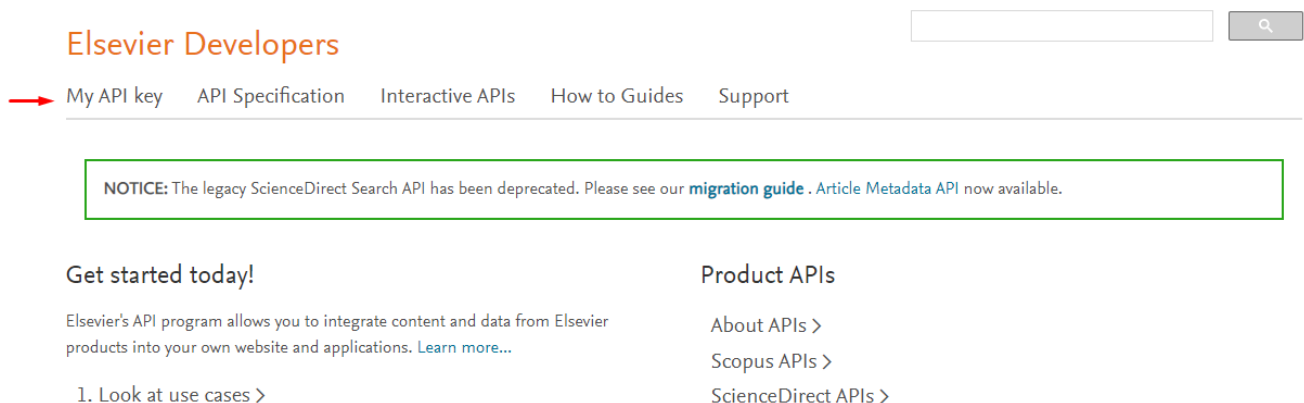 Elsevier Developers
My API key API Specification Interactive APIs How to Guides Support
NOTICE: The legacy ScienceDirect Search API has been deprecated. Please see our migration guide . Article Metadata API now available.
Get started today!
Elsevier's API program allows you to integrate content and data from Elsevier
products into your own website and applications. Learn more...
1. Look at use cases >
Product APIs
About APIs >
Scopus APIs >
ScienceDirect APIs >